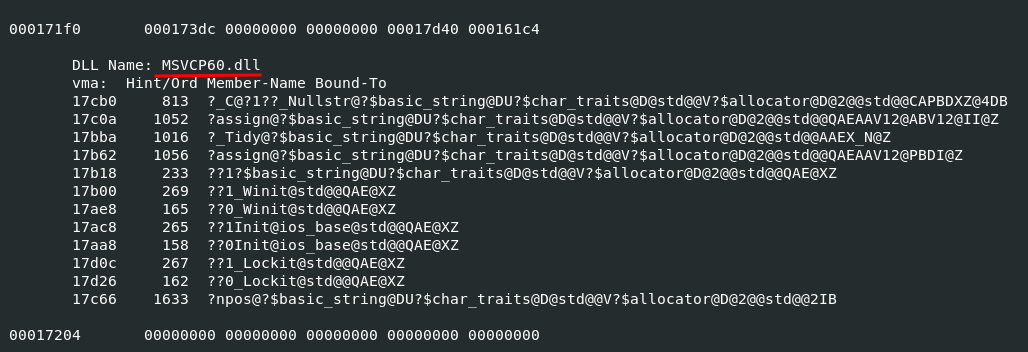 000171f0       000173dc 00000000 00000000 00017d40 000161c4
DLL Name: MSVCP60.dll
vma:  Hint/Ord Member-Name Bound-To
17cb0     813  ?_C@?1??_Nullstr@?$basic_string@DU?$char_traits@D@std@@V?$allocator@D@2@@std@@CAPBDXZ@4DB
17c0a    1052  ?assign@?$basic_string@DU?$char_traits@D@std@@V?$allocator@D@2@@std@@QAEAAV12@ABV12@II@Z
17bba    1016  ?_Tidy@?$basic_string@DU?$char_traits@D@std@@V?$allocator@D@2@@std@@AAEX_N@Z
17b62    1056  ?assign@?$basic_string@DU?$char_traits@D@std@@V?$allocator@D@2@@std@@QAEAAV12@PBDI@Z
17b18     233  ??1?$basic_string@DU?$char_traits@D@std@@V?$allocator@D@2@@std@@QAE@XZ
17b00     269  ??1_Winit@std@@QAE@XZ
17ae8     165  ??0_Winit@std@@QAE@XZ
17ac8     265  ??1Init@ios_base@std@@QAE@XZ
17aa8     158  ??0Init@ios_base@std@@QAE@XZ
17d0c     267  ??1_Lockit@std@@QAE@XZ
17d26     162  ??0_Lockit@std@@QAE@XZ
17c66    1633  ?npos@?$basic_string@DU?$char_traits@D@std@@V?$allocator@D@2@@std@@2IB
00017204       00000000 00000000 00000000 00000000 00000000